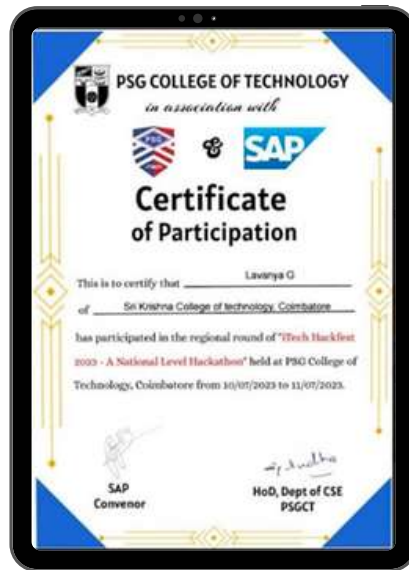 PSG COLLEGE OF TECHNOLOGY
in association with
PSG
& SAP
Certificate
of Participation
This is to certify that Lavanya G
of Sri Krishna College of technology, Coimbatore
has participated in the regional round of "iTech Hackfest
2023 - A National Level Hackathon" held at PSG College of
Technology, Coimbatore from 10/07/2023 to 11/07/2023.
SAP
Convenor
HoD, Dept of CSE
PSGCT